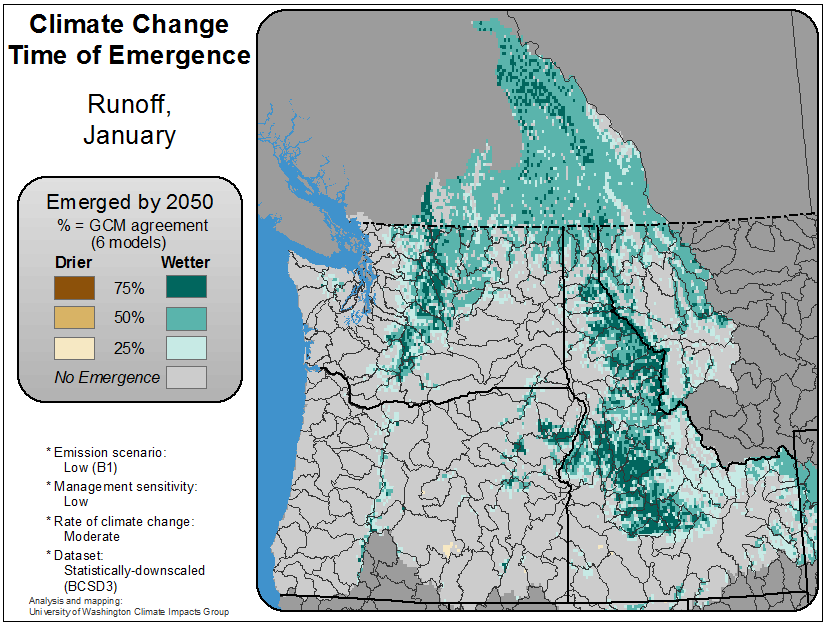 Climate Change
Time of Emergence
Runoff,
January
Emerged by 2050
% = GCM agreement
(6 models)
Drier Wetter
75%
50%
25%
No Emergence
* Emission scenario:
Low (B1)
* Management sensitivity:
Low
* Rate of climate change:
Moderate
* Dataset:
Statistically-downscaled
(BCSD3)
Analysis and mapping:
University of Washington Climate Impacts Group